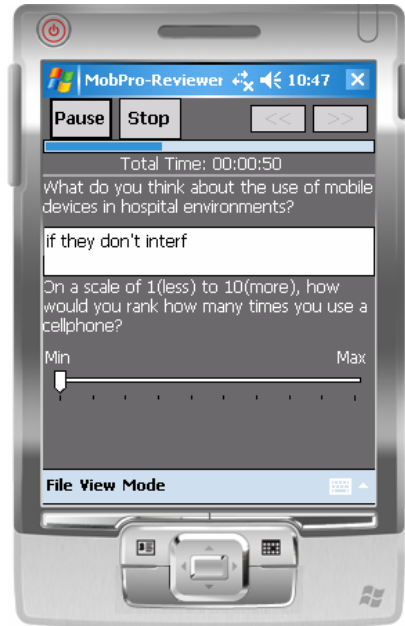 MobPro-Reviewer 10:47
Pause Stop << >>
Total Time: 00:00:50
What do you think about the use of mobile
devices in hospital environments?
if they don't interf
On a scale of 1(less) to 10(more), how
would you rank how many times you use a
cellphone?
Min Max
File View Mode